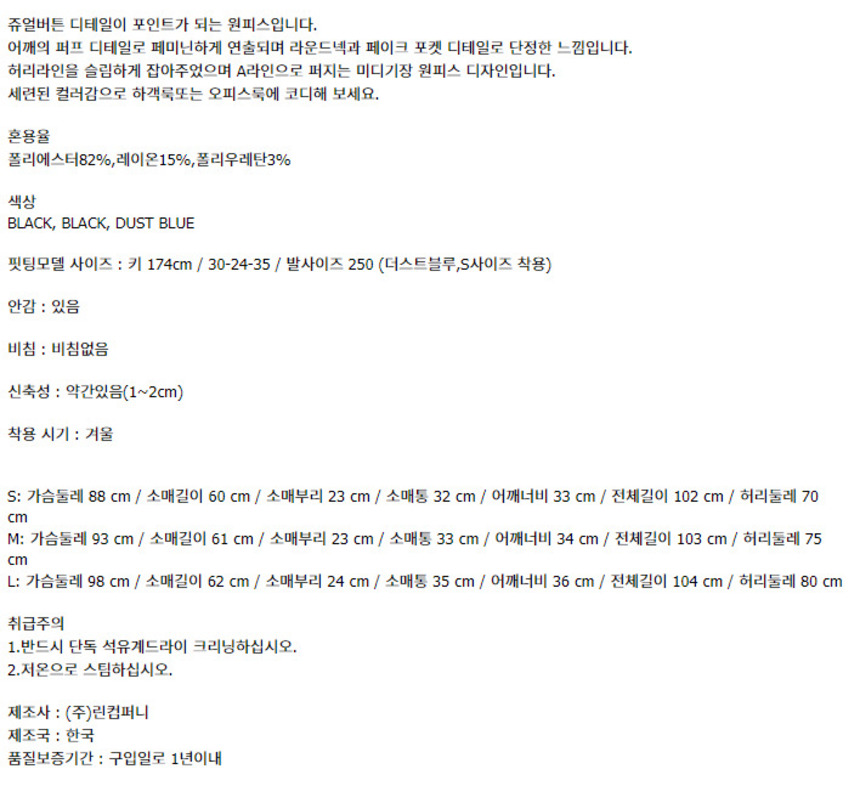 쥬얼버튼 디테일이 포인트가 되는 원피스입니다.
어깨의 퍼프 디테일로 페미닌하게 연출되며 라운드넥과 페이크 포켓 디테일로 단정한 느낌입니다.
허리라인을 슬림하게 잡아주었으며 A라인으로 퍼지는 미디기장 원피스 디자인입니다.
세련된 컬러감으로 하객룩또는 오피스룩에 코디해 보세요.
혼용율
폴리에스터82%,레이온15%,폴리우레탄3%
색상
BLACK, BLACK, DUST BLUE
핏팅모델 사이즈 : 키 174cm / 30-24-35 / 발사이즈 250 (더스트블루,S사이즈 착용)
안감 : 있음
비침 : 비침없음
신축성 : 약간있음(1~2cm)
착용 시기 : 겨울
S: 가슴둘레 88 cm / 소매길이 60 cm / 소매부리 23 cm / 소매통 32 cm / 어깨너비 33 cm / 전체길이 102 cm / 허리둘레 70
cm
M: 가슴둘레 93 cm / 소매길이 61 cm / 소매부리 23 cm / 소매통 33 cm / 어깨너비 34 cm / 전체길이 103 cm / 허리둘레 75
cm
L: 가슴둘레 98 cm / 소매길이 62 cm / 소매부리 24 cm / 소매통 35 cm / 어깨너비 36 cm / 전체길이 104 cm / 허리둘레 80 cm
취급주의
1.반드시 단독 석유계드라이 크리닝하십시오.
2.저온으로 스팀하십시오.
제조사 : (주)린컴퍼니
제조국 : 한국
품질보증기간 : 구입일로 1년이내